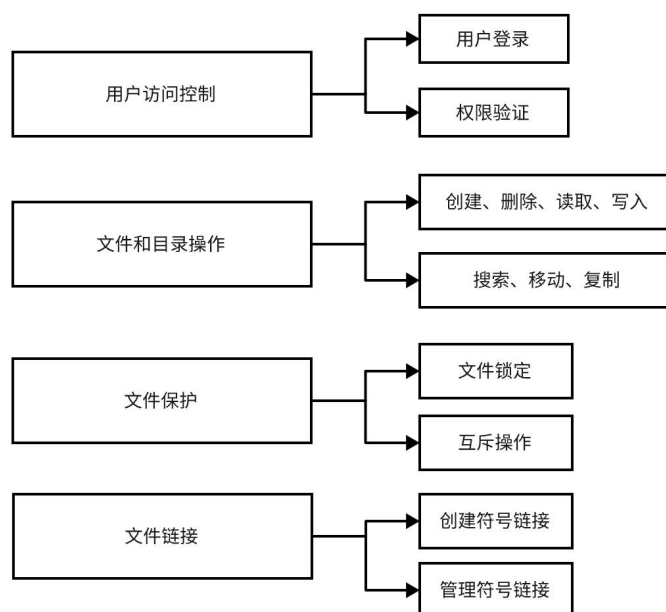 用户访问控制
用户登录
权限验证
文件和目录操作
创建、删除、读取、写入
搜索、移动、复制
文件保护
文件锁定
互斥操作
文件链接
创建符号链接
管理符号链接